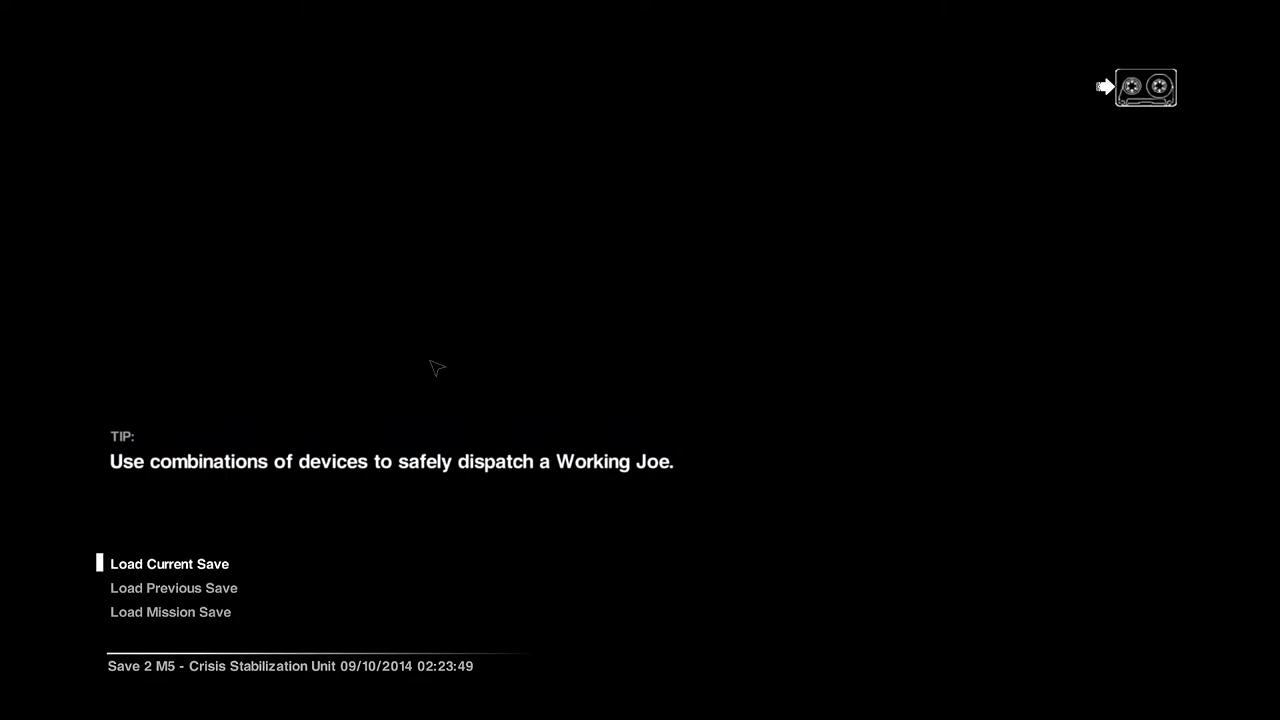 TIP:
Use combinations of devices to safely dispatch a Working Joe.
Load Current Save
Load Previous Save
Load Mission Save
Save 2 M5 - Crisis Stabilization Unit 09/10/2014 02:23:49